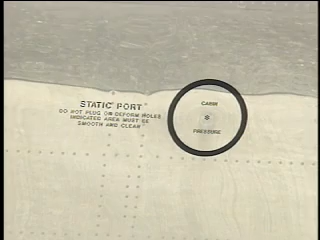 STATIC PORT
DO NOT PLUG OR DEFORM HOLES
INDICATED AREA MUST BE
SMOOTH AND CLEAN
CABIN
PRESSURE